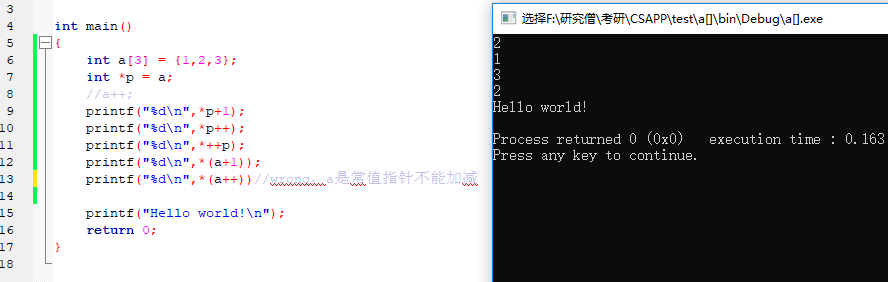 3
4 int main()
5 {
6 int a[3] = {1,2,3};
7 int *p = a;
8 //a++;
9 printf("%d\n",*p+1);
10 printf("%d\n",*p++);
11 printf("%d\n",*++p);
12 printf("%d\n",*(a+1));
13 printf("%d\n",*(a++))//wrong，a是常值指针不能加减
14
15 printf("Hello world!\n");
16 return 0;
17 }
18
选择F:\研究僧\考研\CSAPP\test\a[]\bin\Debug\a[].exe
2
1
3
2
Hello world!
Process returned 0 (0x0) execution time : 0.163
Press any key to continue.